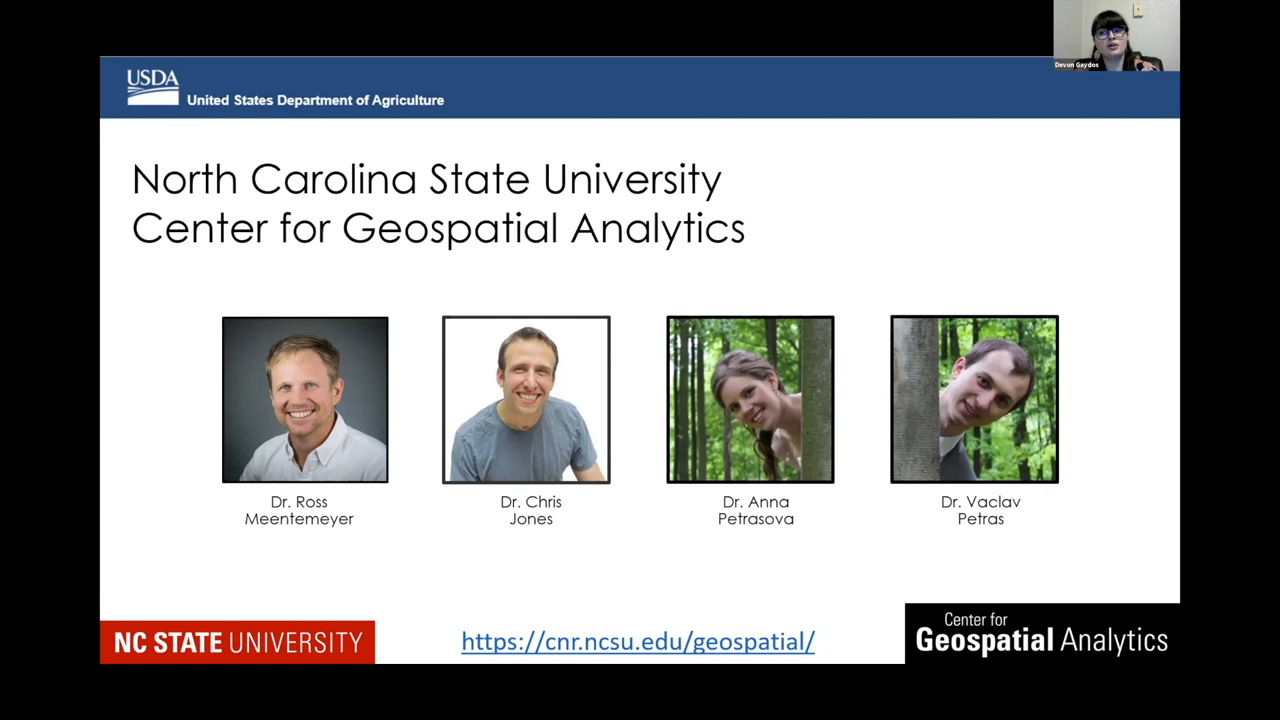 Devon Gaydos
USDA
United States Department of Agriculture
North Carolina State University
Center for Geospatial Analytics
Dr. Ross
Meentemeyer
Dr. Chris
Jones
Dr. Anna
Petrasova
Dr. Vaclav
Petras
NC STATE UNIVERSITY
https://cnr.ncsu.edu/geospatial/
Center for
Geospatial Analytics